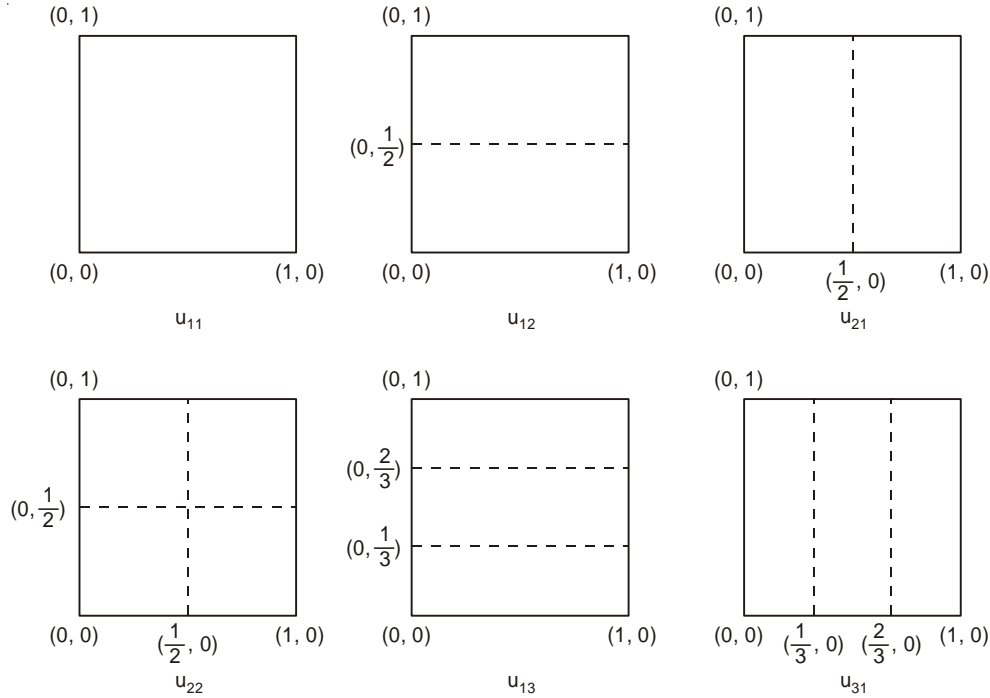 (0, 1) (0, 1) (0, 1)
(0, 1/2)
(0, 0) (1, 0) (0, 0) (1, 0) (0, 0) (1/2, 0) (1, 0)
u₁₁ u₁₂ u₂₁
(0, 1) (0, 1) (0, 1)
(0, 2/3)
(0, 1/2)
(0, 1/3)
(0, 0) (1/2, 0) (1, 0) (0, 0) (1, 0) (0, 0) (1/3, 0) (2/3, 0) (1, 0)
u₂₂ u₁₃ u₃₁